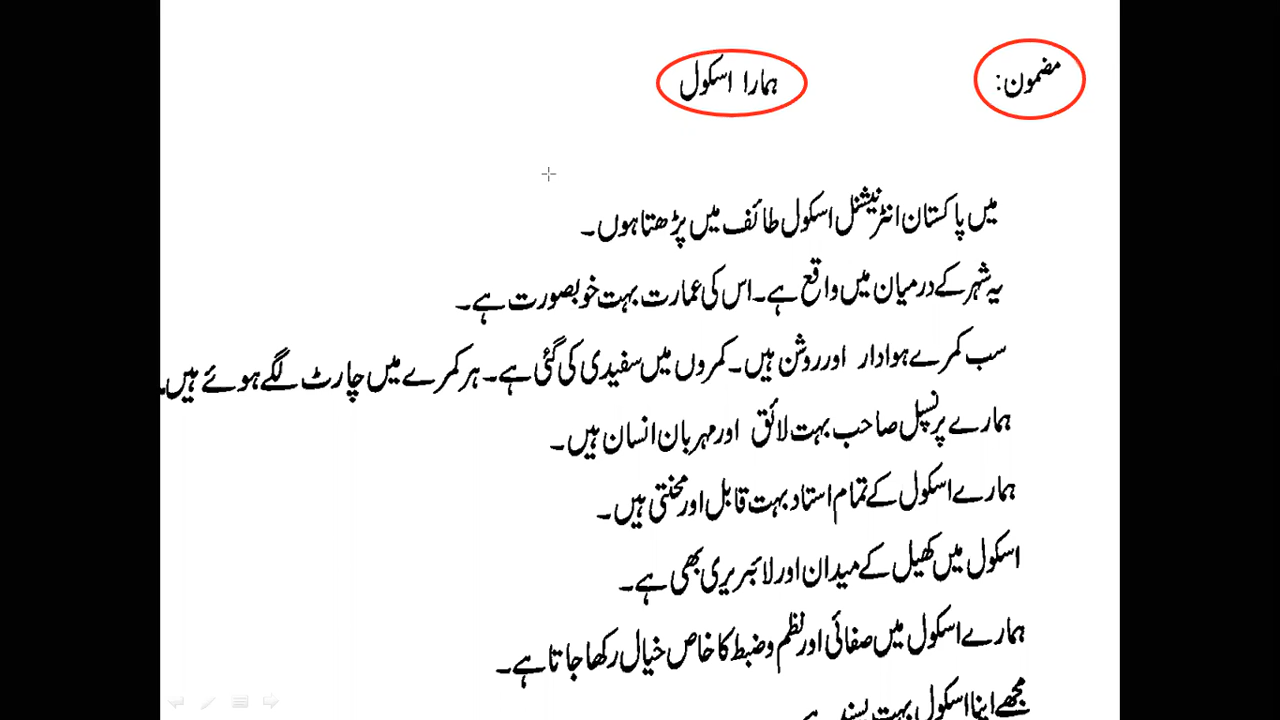 مضمون: ہمارا اسکول
میں پاکستان انٹرنیشنل اسکول طائف میں پڑھتا ہوں۔
یہ شہر کے درمیان میں واقع ہے۔ اس کی عمارت بہت خوبصورت ہے۔
سب کمرے ہوادار اور روشن ہیں۔ کمروں میں سفیدی کی گئی ہے۔ ہر کمرے میں چارٹ لگے ہوئے ہیں۔
ہمارے پرنسپل صاحب بہت لائق اور مہربان انسان ہیں۔
ہمارے اسکول کے تمام استاد بہت قابل اور محنتی ہیں۔
اسکول میں کھیل کے میدان اور لائبریری بھی ہے۔
ہمارے اسکول میں صفائی اور نظم و ضبط کا خاص خیال رکھا جاتا ہے۔
مجھے اپنا اسکول بہت پسند ہے